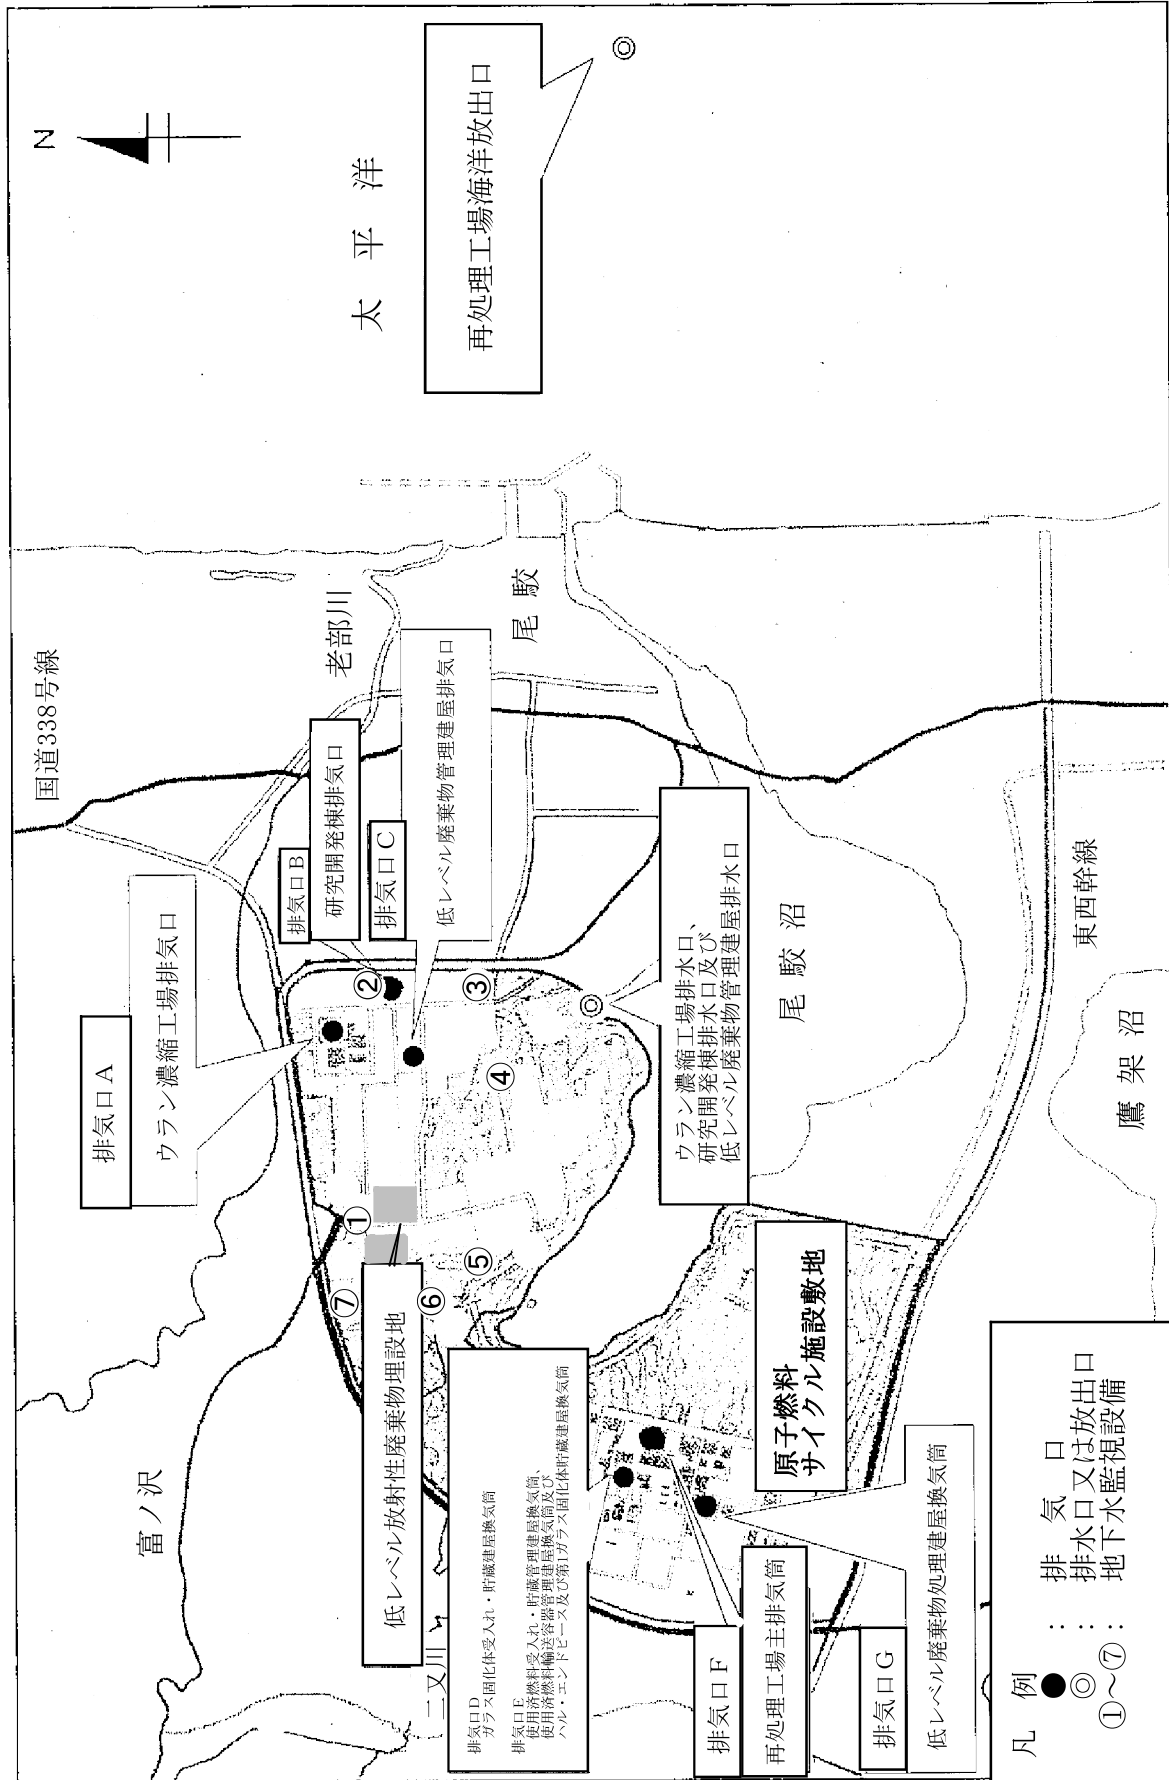 N
太平洋
再処理工場海洋放出口
国道338号線
老部川
尾駮
排気口A
ウラン濃縮工場排気口
排気口B
研究開発棟排気口
排気口C
低レベル廃棄物管理建屋排気口
②
③
④
①
⑦
⑥
⑤
ウラン濃縮工場排水口、
研究開発棟排水口及び
低レベル廃棄物管理建屋排水口
尾駮沼
東西幹線
鷹架沼
富ノ沢
低レベル放射性廃棄物埋設地
二又川
排気口D
ガラス固化体受入れ・貯蔵建屋換気筒
排気口E
使用済燃料受入れ・貯蔵管理建屋換気筒、
使用済燃料輸送容器管理建屋換気筒及び
ハル・エンドピース及び第1ガラス固化体貯蔵建屋換気筒
原子燃料
サイクル施設敷地
排気口F
再処理工場主排気筒
排気口G
低レベル廃棄物処理建屋換気筒
凡例
●：排気口
◎：排水口又は放出口
①～⑦：地下水監視設備